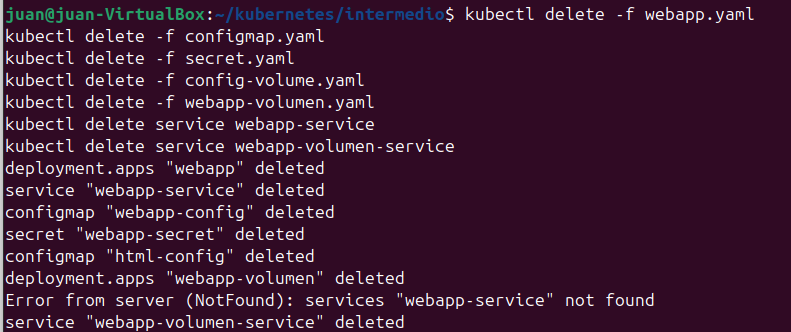 juan@juan-VirtualBox:~/kubernetes/intermedio$ kubectl delete -f webapp.yaml
kubectl delete -f configmap.yaml
kubectl delete -f secret.yaml
kubectl delete -f config-volume.yaml
kubectl delete -f webapp-volumen.yaml
kubectl delete service webapp-service
kubectl delete service webapp-volumen-service
deployment.apps "webapp" deleted
service "webapp-service" deleted
configmap "webapp-config" deleted
secret "webapp-secret" deleted
configmap "html-config" deleted
deployment.apps "webapp-volumen" deleted
Error from server (NotFound): services "webapp-service" not found
service "webapp-volumen-service" deleted